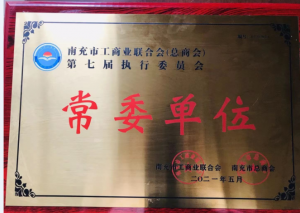 南充市工商业联合会(总商会)
第七届执行委员会
常委单位
南充市工商业联合会 南充市总商会
二〇二一年五月